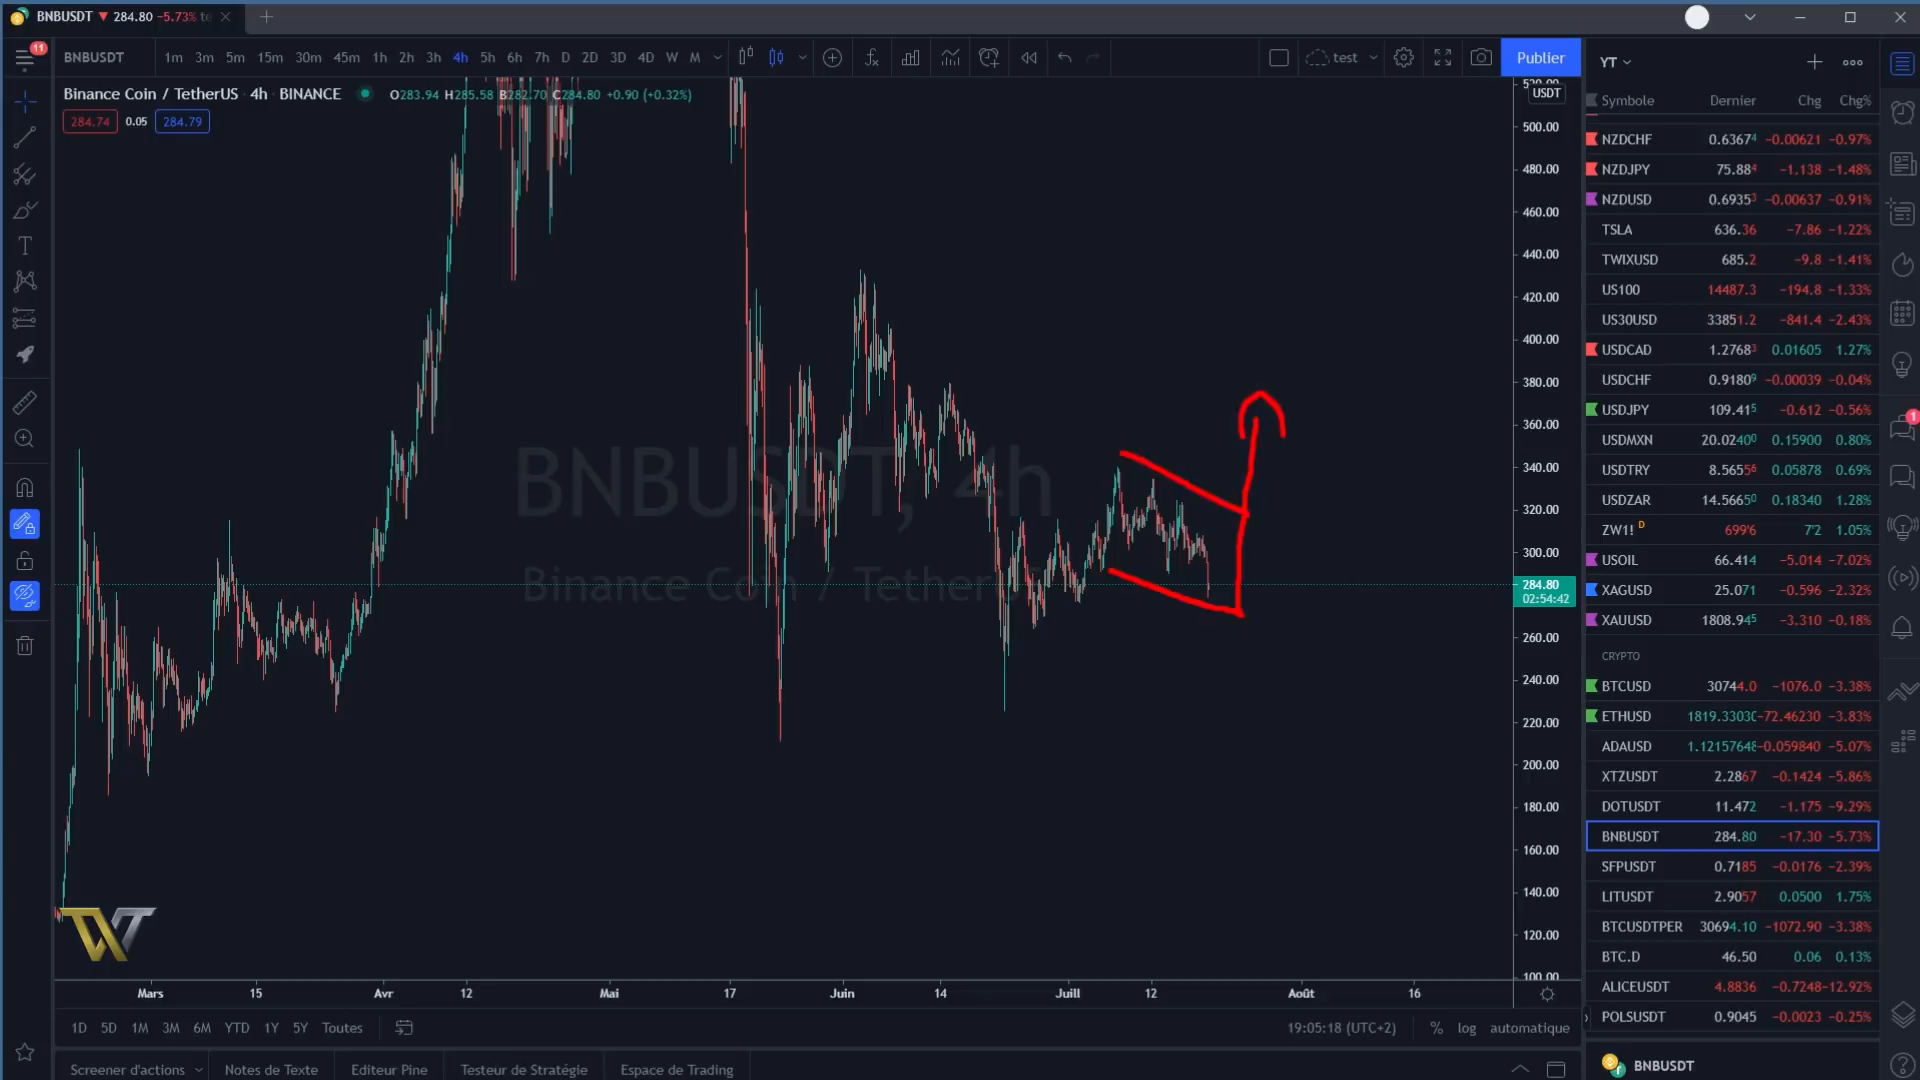 BNBUSDT ▼ 284.80 −5.73% te
11
BNBUSDT 1m 3m 5m 15m 30m 45m 1h 2h 3h 4h 5h 6h 7h D 2D 3D 4D W M test Publier
Binance Coin / TetherUS 4h BINANCE O283.94 H285.58 B282.70 C284.80 +0.90 (+0.32%)
284.74 0.05 284.79
BNBUSDT, 4h
Binance Coin / TetherUS
520.00
USDT
500.00
480.00
460.00
440.00
420.00
400.00
380.00
360.00
340.00
320.00
300.00
284.80
02:54:42
260.00
240.00
220.00
200.00
180.00
160.00
140.00
120.00
100.00
TWT
Mars 15 Avr 12 Mai 17 Juin 14 Juill 12 Août 16
1D 5D 1M 3M 6M YTD 1Y 5Y Toutes 19:05:18 (UTC+2) % log automatique
Screener d'actions Notes de Texte Editeur Pine Testeur de Stratégie Espace de Trading
YT
Symbole Dernier Chg Chg%
NZDCHF 0.6367⁴ −0.00621 −0.97%
NZDJPY 75.88⁴ −1.138 −1.48%
NZDUSD 0.6935³ −0.00637 −0.91%
TSLA 636.36 −7.86 −1.22%
TWIXUSD 685.2 −9.8 −1.41%
US100 14487.3 −194.8 −1.33%
US30USD 33851.2 −841.4 −2.43%
USDCAD 1.2768³ 0.01605 1.27%
USDCHF 0.9180⁹ −0.00039 −0.04%
USDJPY 109.41⁵ −0.612 −0.56%
USDMXN 20.0240⁰ 0.15900 0.80%
USDTRY 8.5655⁶ 0.05878 0.69%
USDZAR 14.5665⁰ 0.18340 1.28%
ZW1! D 699'6 7'2 1.05%
USOIL 66.414 −5.014 −7.02%
XAGUSD 25.071 −0.596 −2.32%
XAUUSD 1808.94⁵ −3.310 −0.18%
CRYPTO
BTCUSD 30744.0 −1076.0 −3.38%
ETHUSD 1819.3303 −72.46230 −3.83%
ADAUSD 1.12157648 −0.059840 −5.07%
XTZUSDT 2.2867 −0.1424 −5.86%
DOTUSDT 11.472 −1.175 −9.29%
BNBUSDT 284.80 −17.30 −5.73%
SFPUSDT 0.7185 −0.0176 −2.39%
LITUSDT 2.9057 0.0500 1.75%
BTCUSDTPER 30694.10 −1072.90 −3.38%
BTC.D 46.50 0.06 0.13%
ALICEUSDT 4.8836 −0.7248 −12.92%
POLSUSDT 0.9045 −0.0023 −0.25%
BNBUSDT
1